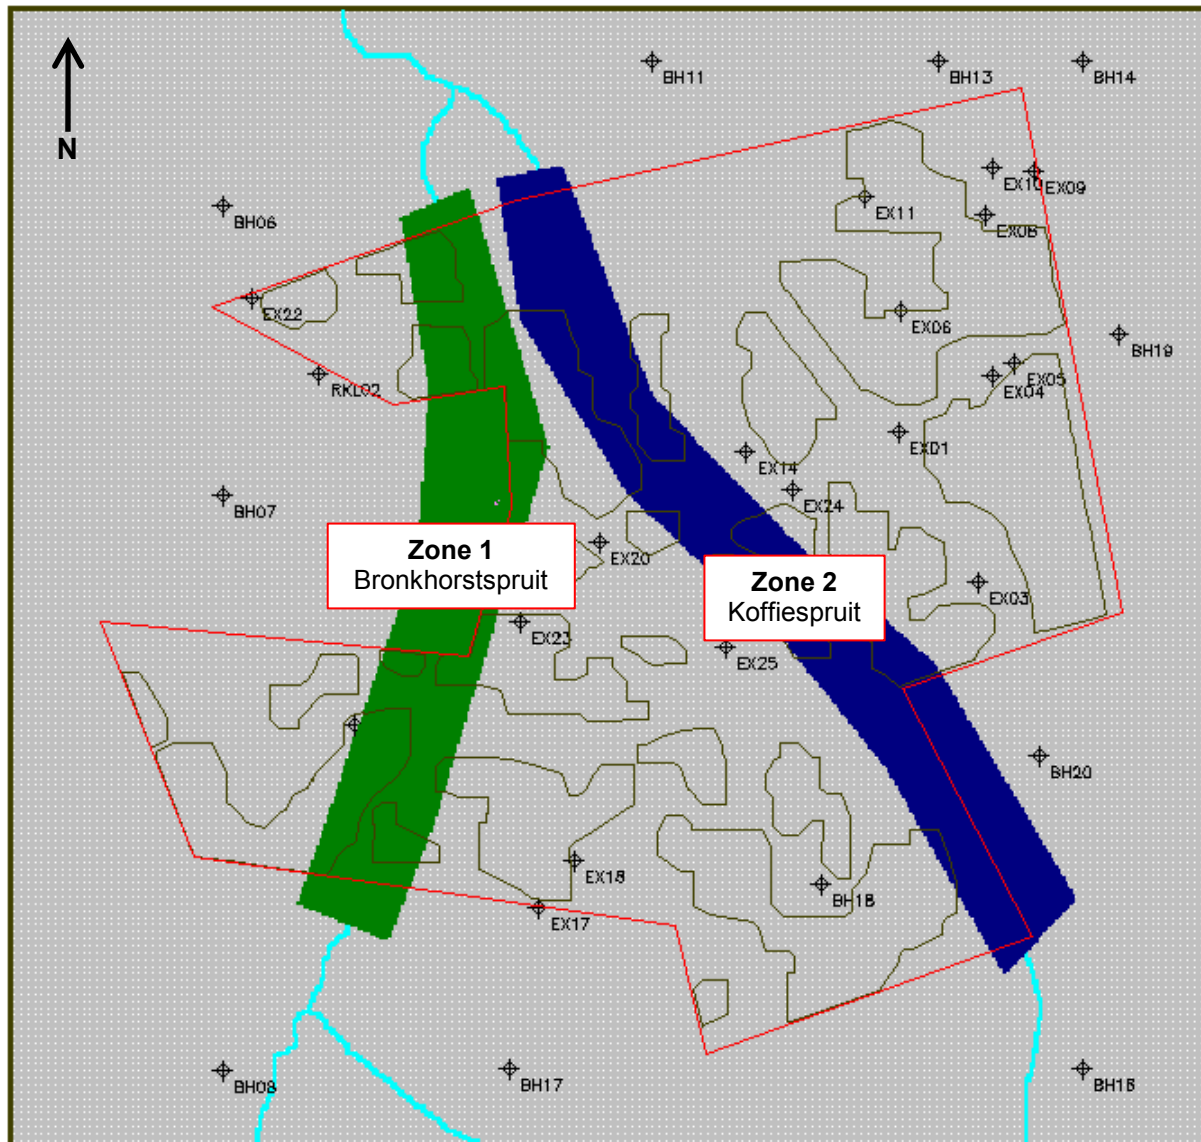 BH11
BH13
BH14
N
EX10
EX09
BH06
EX11
EX08
EX22
EX06
BH19
RKL02
EX05
EX04
EX01
EX14
EX24
BH07
Zone 1
Bronkhorstspruit
EX20
Zone 2
Koffiespruit
EX03
EX23
EX25
BH20
EX18
BH18
EX17
BH08
BH17
BH15